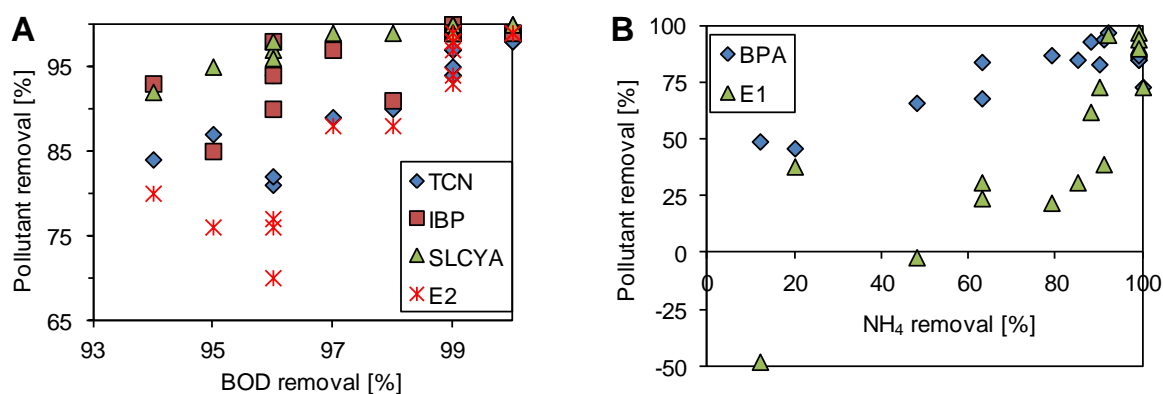 A
Pollutant removal [%]
95
85
75
65
93
95
97
99
BOD removal [%]
TCN
IBP
SLCYA
E2
B
Pollutant removal [%]
100
75
50
25
0
-25
-50
0
20
40
60
80
100
NH₄ removal [%]
BPA
E1